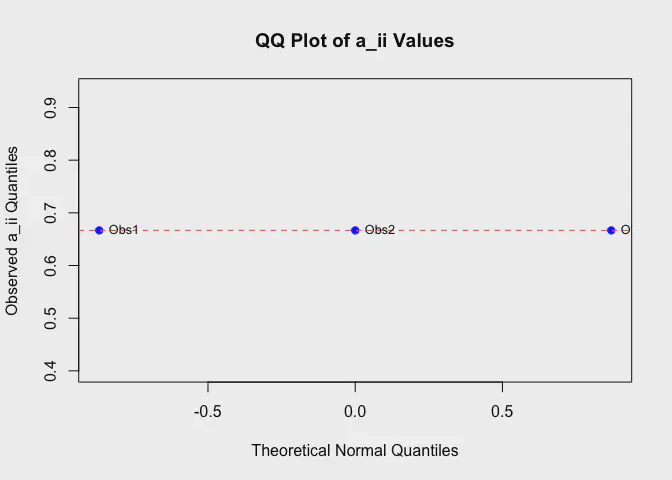 QQ Plot of a_ii Values
Observed a_ii Quantiles
0.9
0.8
0.7
0.6
0.5
0.4
Obs1
Obs2
O
-0.5
0.0
0.5
Theoretical Normal Quantiles